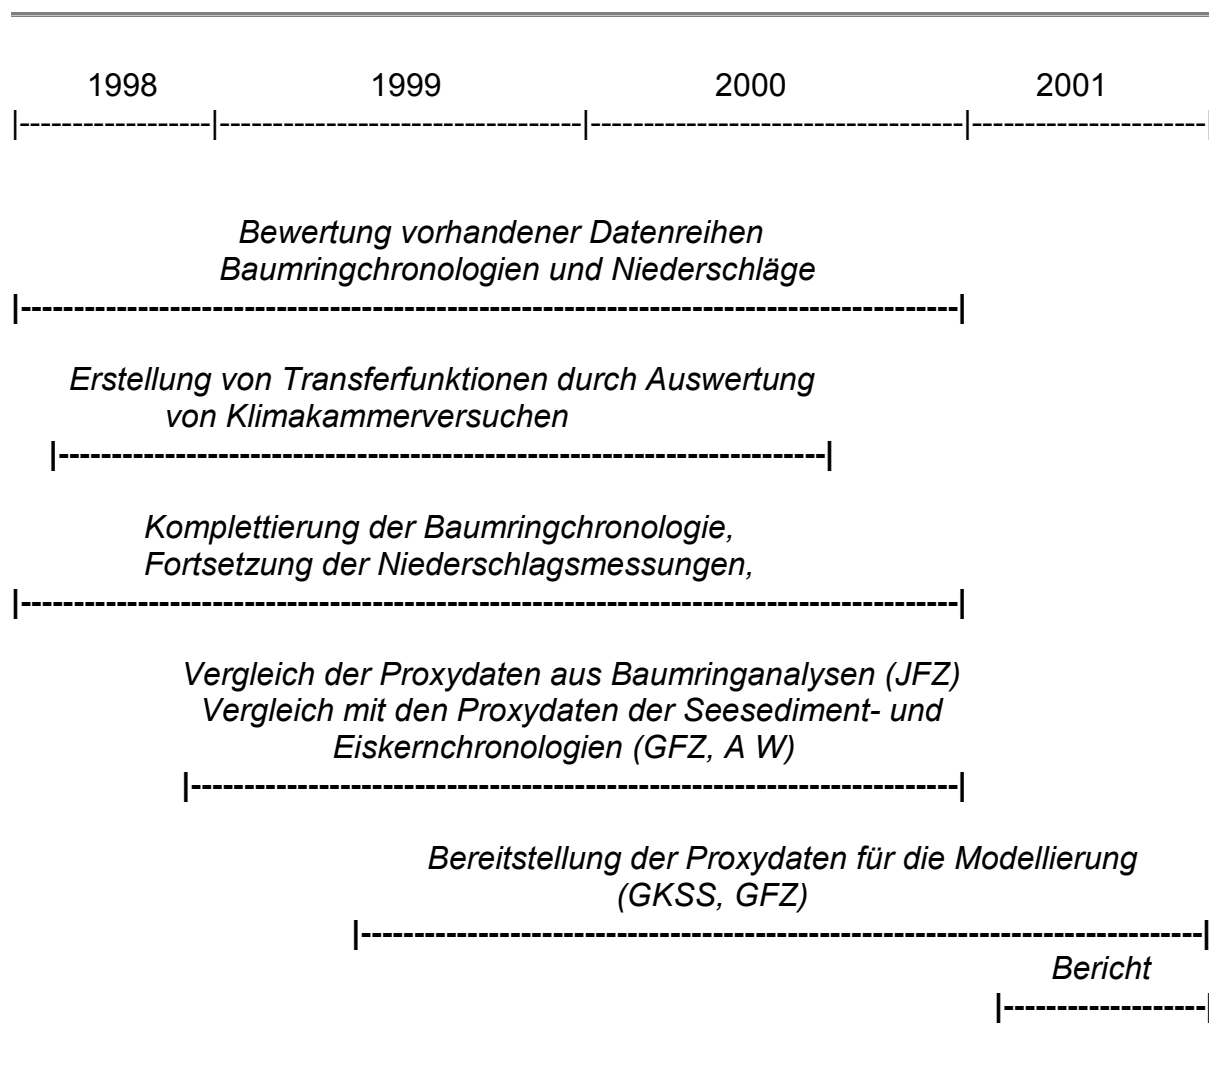 1998 1999 2000 2001
|------------------|----------------------------------|-----------------------------------|----------------------|
Bewertung vorhandener Datenreihen
Baumringchronologien und Niederschläge
|-----------------------------------------------------------------------------------------|
Erstellung von Transferfunktionen durch Auswertung
von Klimakammerversuchen
|------------------------------------------------------------------------|
Komplettierung der Baumringchronologie,
Fortsetzung der Niederschlagsmessungen,
|-----------------------------------------------------------------------------------------|
Vergleich der Proxydaten aus Baumringanalysen (JFZ)
Vergleich mit den Proxydaten der Seesediment- und
Eiskernchronologien (GFZ, A W)
|------------------------------------------------------------------------|
Bereitstellung der Proxydaten für die Modellierung
(GKSS, GFZ)
|-------------------------------------------------------------------------------|
Bericht
|-------------------|